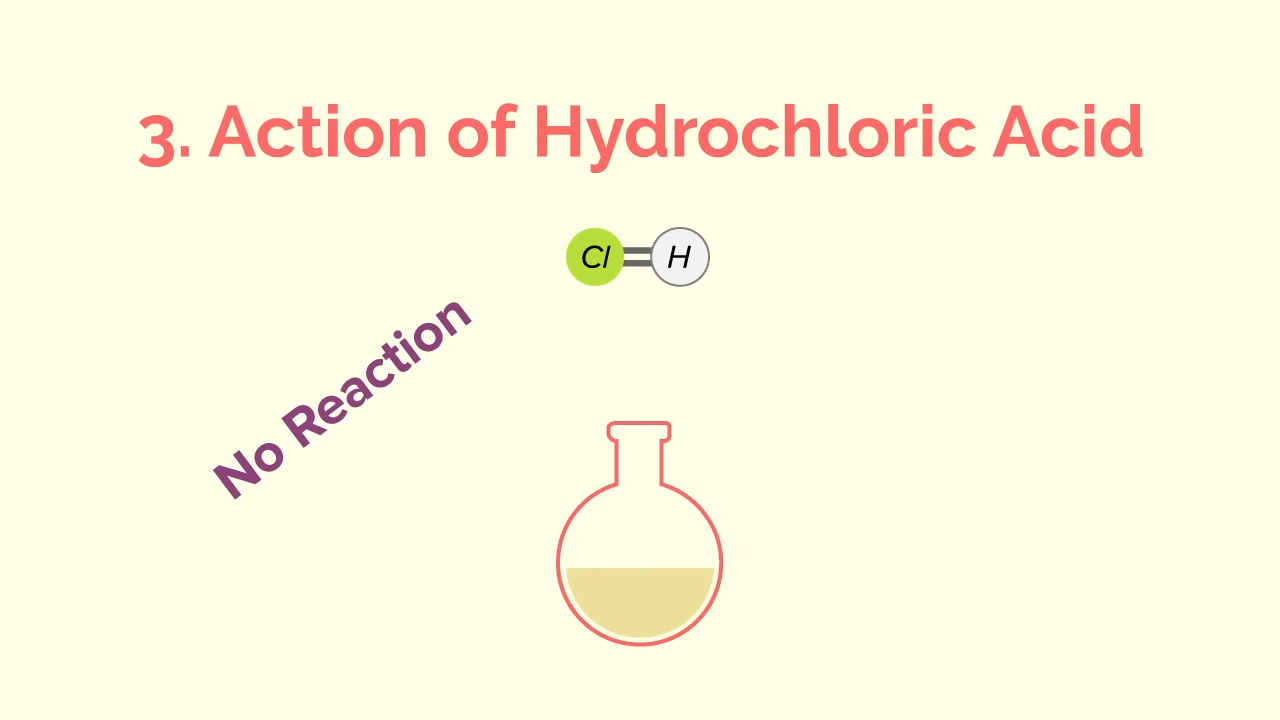 3. Action of Hydrochloric Acid
Cl H
No Reaction